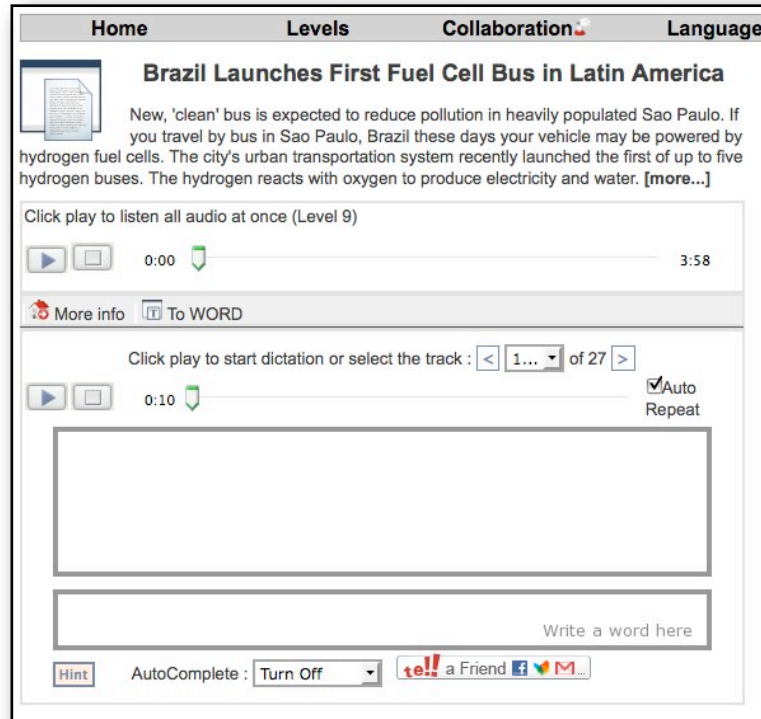 Home Levels Collaboration Language
Brazil Launches First Fuel Cell Bus in Latin America
New, 'clean' bus is expected to reduce pollution in heavily populated Sao Paulo. If
you travel by bus in Sao Paulo, Brazil these days your vehicle may be powered by
hydrogen fuel cells. The city's urban transportation system recently launched the first of up to five
hydrogen buses. The hydrogen reacts with oxygen to produce electricity and water. [more...]
Click play to listen all audio at once (Level 9)
0:00 3:58
More info To WORD
Click play to start dictation or select the track : < 1... of 27 >
0:10 Auto
Repeat
Write a word here
Hint AutoComplete : Turn Off te!! a Friend ...